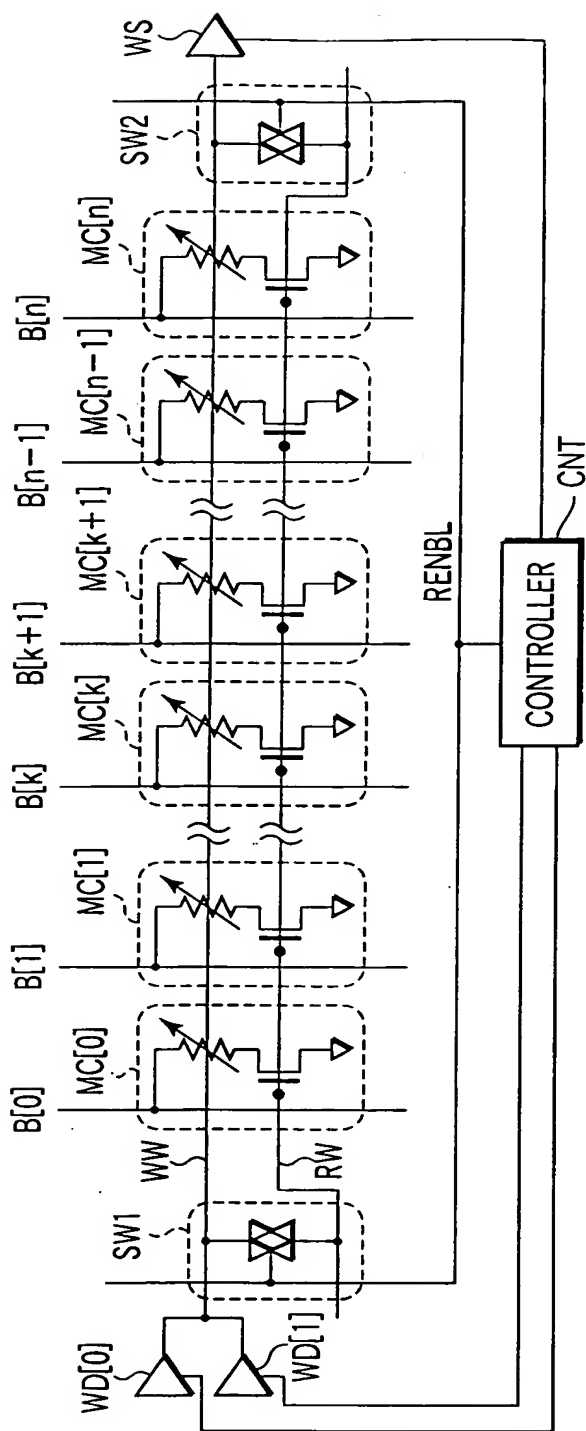 B[0]
B[1]
B[k]
B[k+1]
B[n-1]
B[n]
MC[0]
MC[1]
MC[k]
MC[k+1]
MC[n-1]
MC[n]
SW1
SW2
WS
WW
RW
WD[0]
WD[1]
RENBL
CONTROLLER
CNT